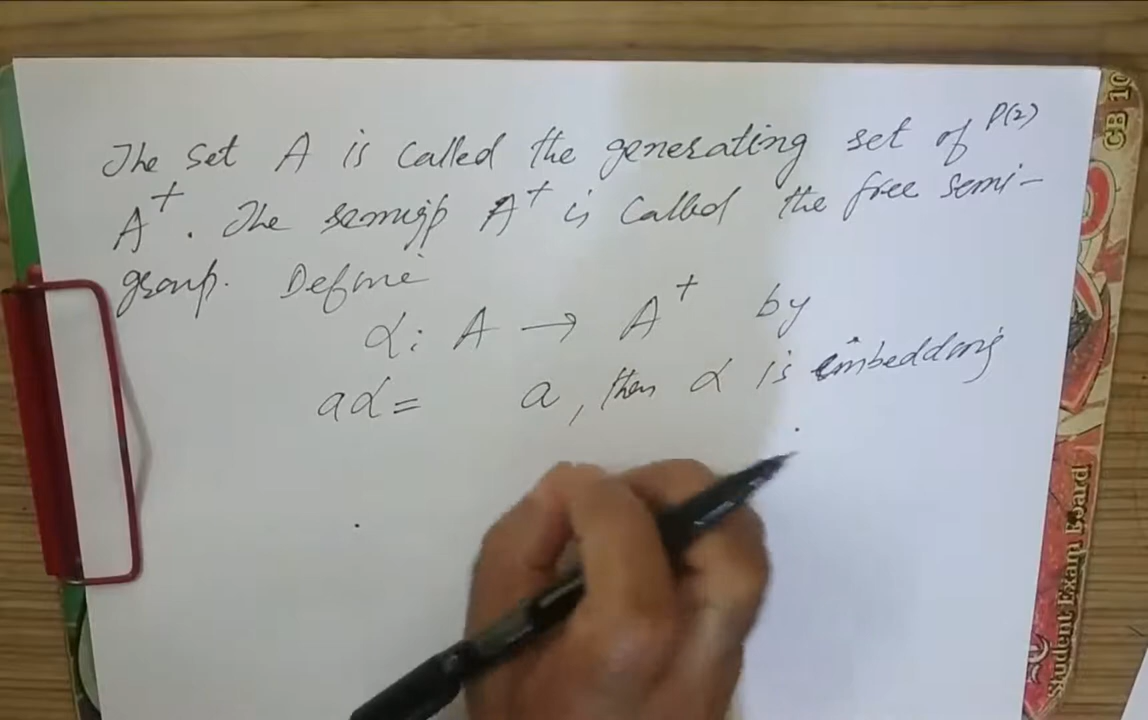 P(2)
The set A is called the generating set of
A⁺. The semigp A⁺ is called the free semi-
group. Define
α: A → A⁺ by
aα = a, then α is embedding
CB 10
Student Exam Board